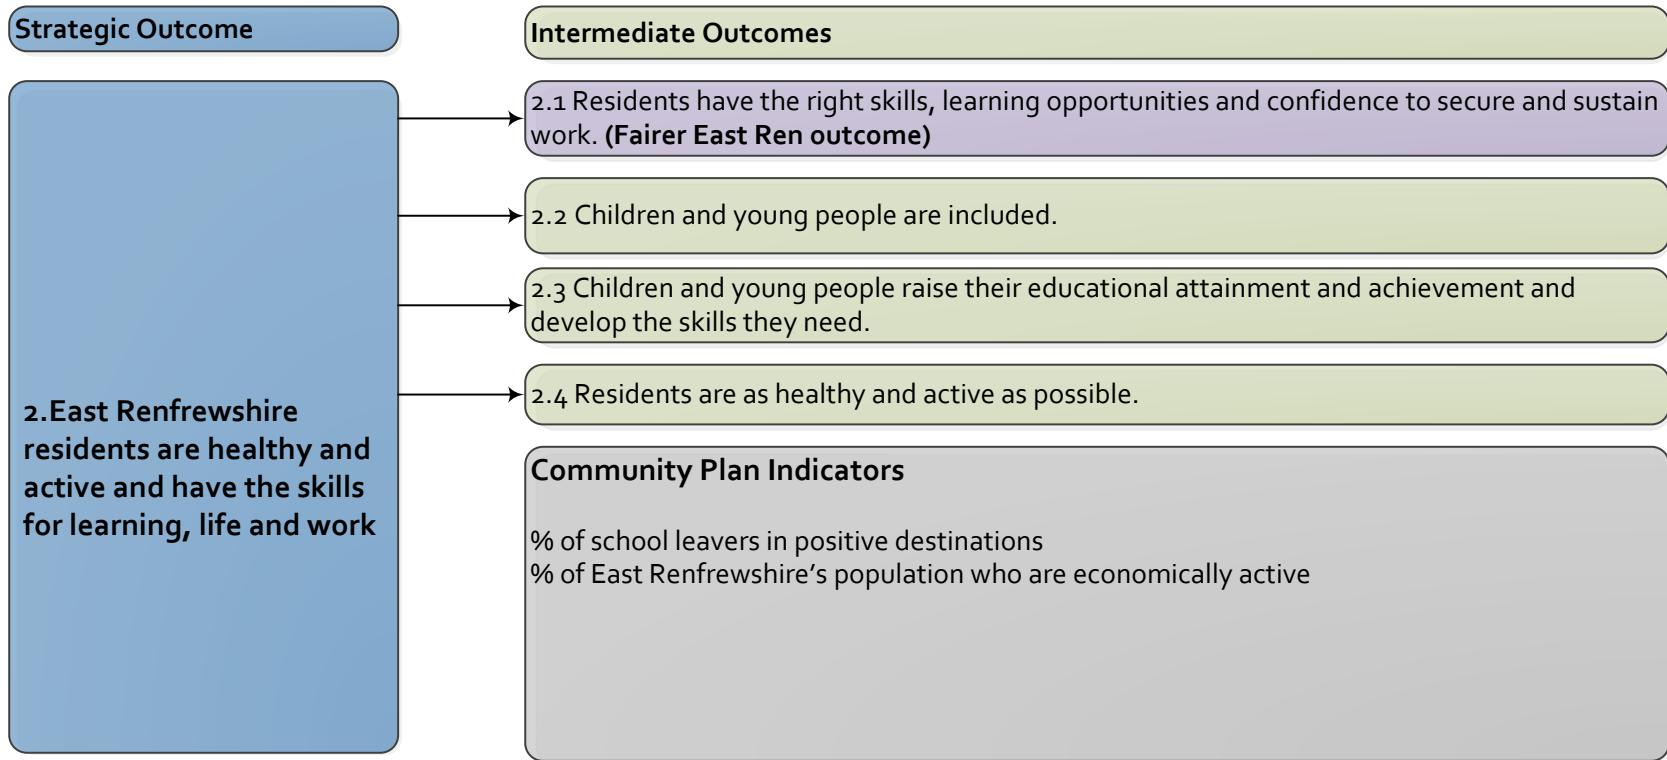 Strategic Outcome
Intermediate Outcomes
2.East Renfrewshire
residents are healthy and
active and have the skills
for learning, life and work
2.1 Residents have the right skills, learning opportunities and confidence to secure and sustain
work. (Fairer East Ren outcome)
2.2 Children and young people are included.
2.3 Children and young people raise their educational attainment and achievement and
develop the skills they need.
2.4 Residents are as healthy and active as possible.
Community Plan Indicators
% of school leavers in positive destinations
% of East Renfrewshire’s population who are economically active